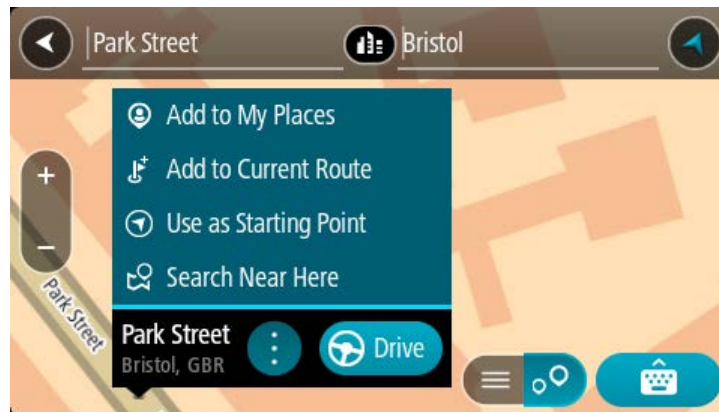 Park Street
Bristol
Add to My Places
Add to Current Route
Use as Starting Point
Search Near Here
Park Street
Park Street
Drive
Bristol, GBR